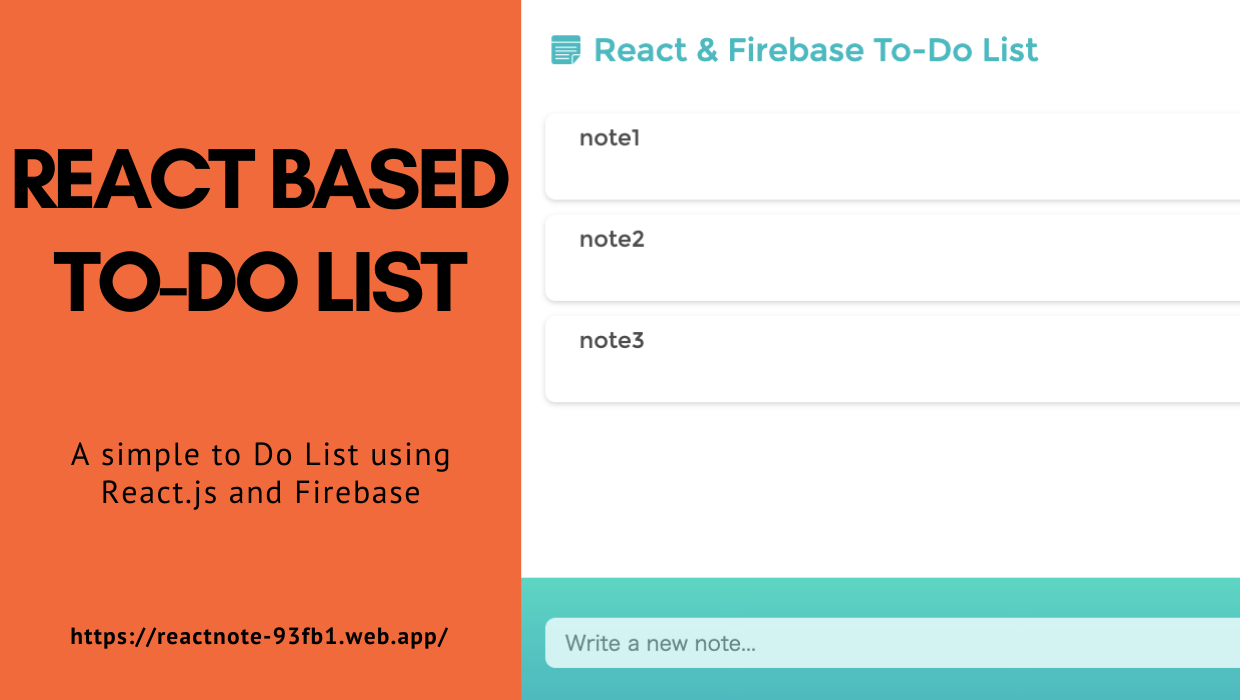 REACT BASED
TO-DO LIST
A simple to Do List using
React.js and Firebase
https://reactnote-93fb1.web.app/
React & Firebase To-Do List
note1
note2
note3
Write a new note...